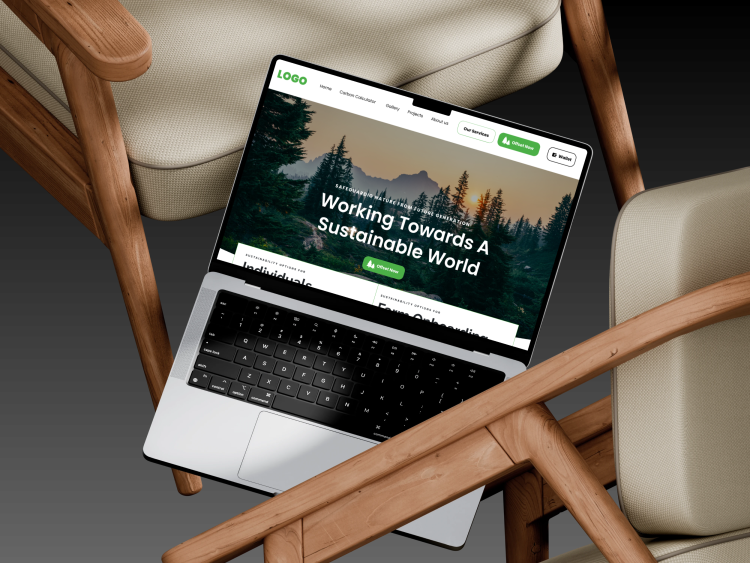 LOGO
Home
Carbon Calculator
Gallery
Projects
About us
Our Services
Offset Now
Wallet
SAFEGUARDIG NATURE FROM FUTURE GENERATION
Working Towards A
Sustainable World
Offset Now
SUSTAINABILITY OPTIONS FOR
Individuals
SUSTAINABILITY OPTIONS FOR
Farm Onboarding
Q W E R T Y U I O P
A S D F G H J K L
Z X C V B N M